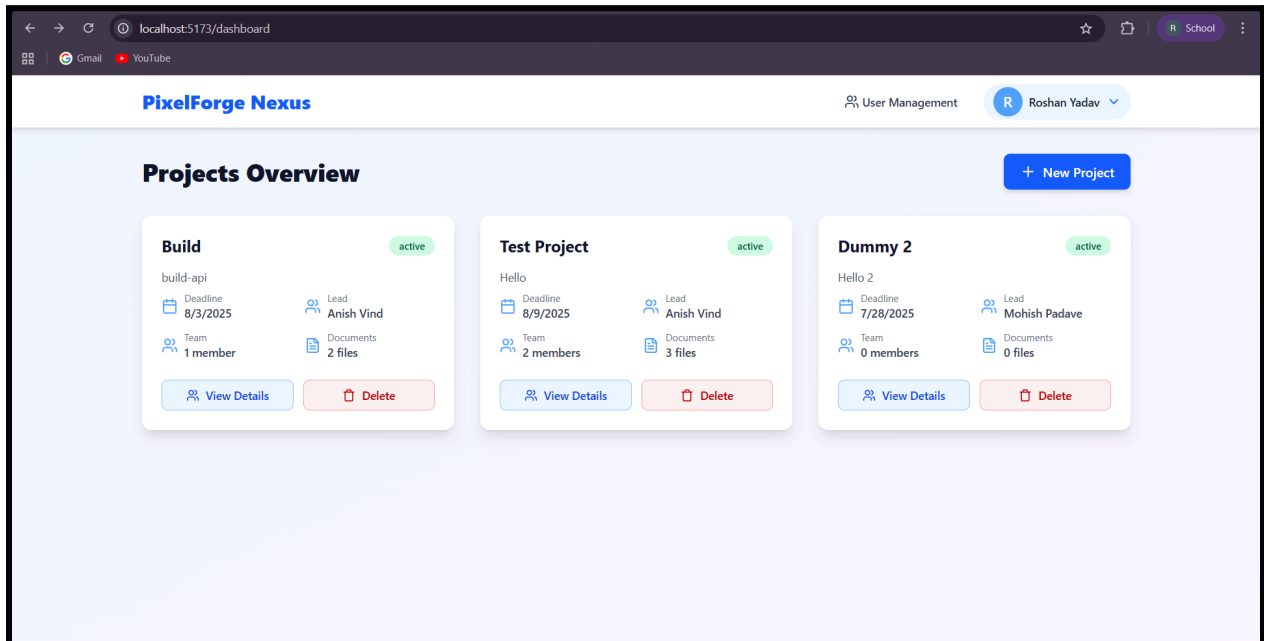 localhost:5173/dashboard
R School
Gmail YouTube
PixelForge Nexus
User Management
R Roshan Yadav
Projects Overview
+ New Project
Build active
build-api
Deadline Lead
8/3/2025 Anish Vind
Team Documents
1 member 2 files
View Details Delete
Test Project active
Hello
Deadline Lead
8/9/2025 Anish Vind
Team Documents
2 members 3 files
View Details Delete
Dummy 2 active
Hello 2
Deadline Lead
7/28/2025 Mohish Padave
Team Documents
0 members 0 files
View Details Delete